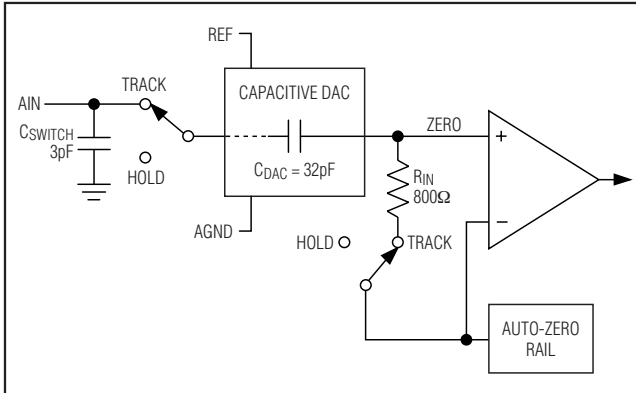 REF
TRACK
CAPACITIVE DAC
AIN
ZERO
+
CSWITCH
3pF
CDAC = 32pF
HOLD
RIN
800Ω
−
AGND
HOLD
TRACK
AUTO-ZERO
RAIL